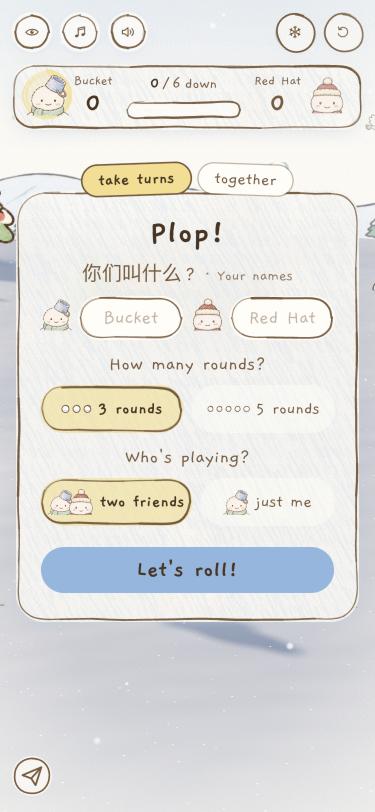 Bucket
0
0/6 down
Red Hat
0
take turns
together
Plop!
你们叫什么？ · Your names
Bucket
Red Hat
How many rounds?
3 rounds
5 rounds
Who's playing?
two friends
just me
Let's roll!